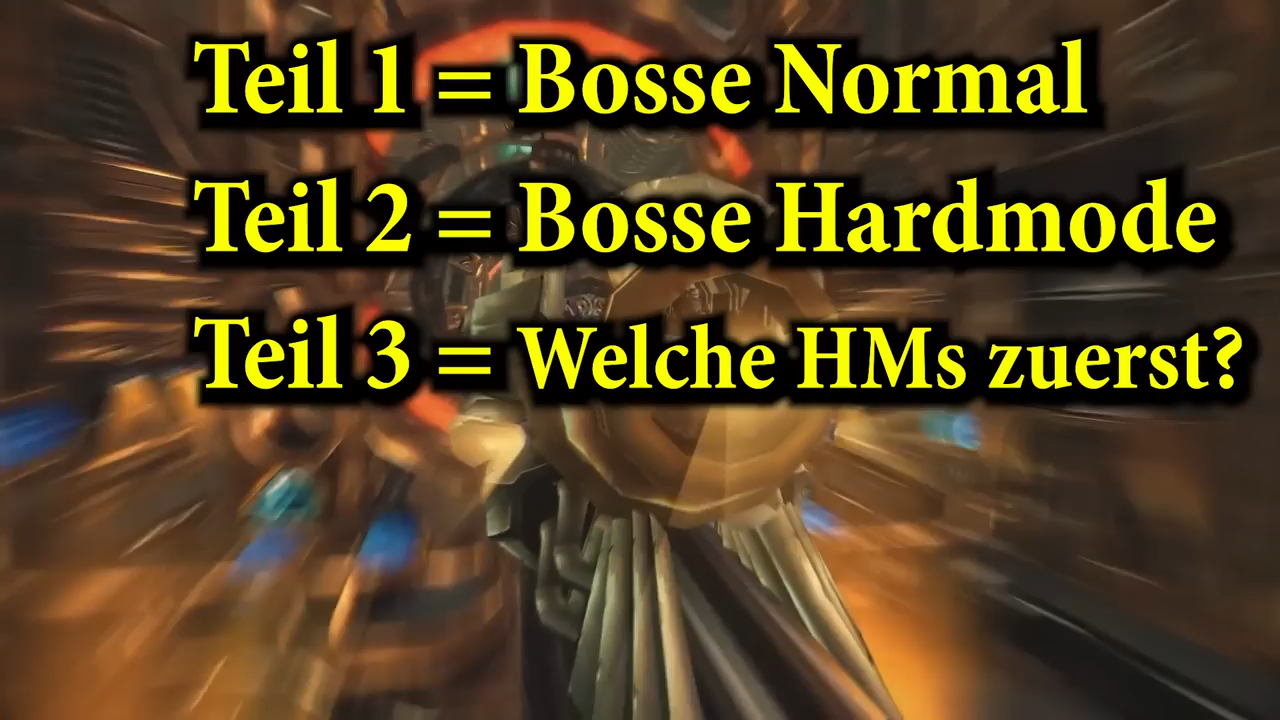 Teil 1 = Bosse Normal
Teil 2 = Bosse Hardmode
Teil 3 = Welche HMs zuerst?